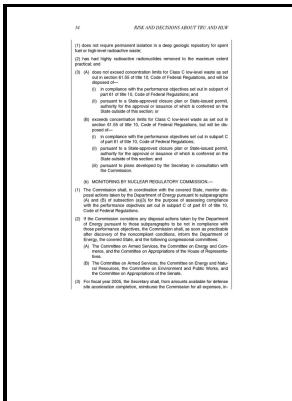 34 RISK AND DECISIONS ABOUT TRU AND HLW
(1) does not require permanent isolation in a deep geologic repository for spent
fuel or high-level radioactive waste;
(2) has had highly radioactive radionuclides removed to the maximum extent
practical; and
(3) (A) does not exceed concentration limits for Class C low-level waste as set
out in section 61.55 of title 10, Code of Federal Regulations, and will be
disposed of—
(i) in compliance with the performance objectives set out in subpart C of
part 61 of title 10, Code of Federal Regulations; and
(ii) pursuant to a State-approved closure plan or State-issued permit,
authority for the approval or issuance of which is conferred on the
State outside of this section; or
(B) exceeds concentration limits for Class C low-level waste as set out in
section 61.55 of title 10, Code of Federal Regulations, but will be dis-
posed of—
(i) in compliance with the performance objectives set out in subpart C
of part 61 of title 10, Code of Federal Regulations;
(ii) pursuant to a State-approved closure plan or State-issued permit,
authority for the approval or issuance of which is conferred on the
State outside of this section; and
(iii) pursuant to plans developed by the Secretary in consultation with
the Commission.
(b) MONITORING BY NUCLEAR REGULATORY COMMISSION.—
(1) The Commission shall, in coordination with the covered State, monitor dis-
posal actions taken by the Department of Energy pursuant to subparagraphs
(A) and (B) of subsection (a)(3) for the purpose of assessing compliance
with the performance objectives set out in subpart C of part 61 of title 10,
Code of Federal Regulations.
(2) If the Commission considers any disposal actions taken by the Department
of Energy pursuant to those subparagraphs to be not in compliance with
those performance objectives, the Commission shall, as soon as practicable
after discovery of the noncompliant conditions, inform the Department of
Energy, the covered State, and the following congressional committees:
(A) The Committee on Armed Services, the Committee on Energy and Com-
merce, and the Committee on Appropriations of the House of Represent-
atives.
(B) The Committee on Armed Services, the Committee on Energy and Natu-
ral Resources, the Committee on Environment and Public Works, and
the Committee on Appropriations of the Senate.
(3) For fiscal year 2005, the Secretary shall, from amounts available for defense
site acceleration completion, reimburse the Commission for all expenses, in-